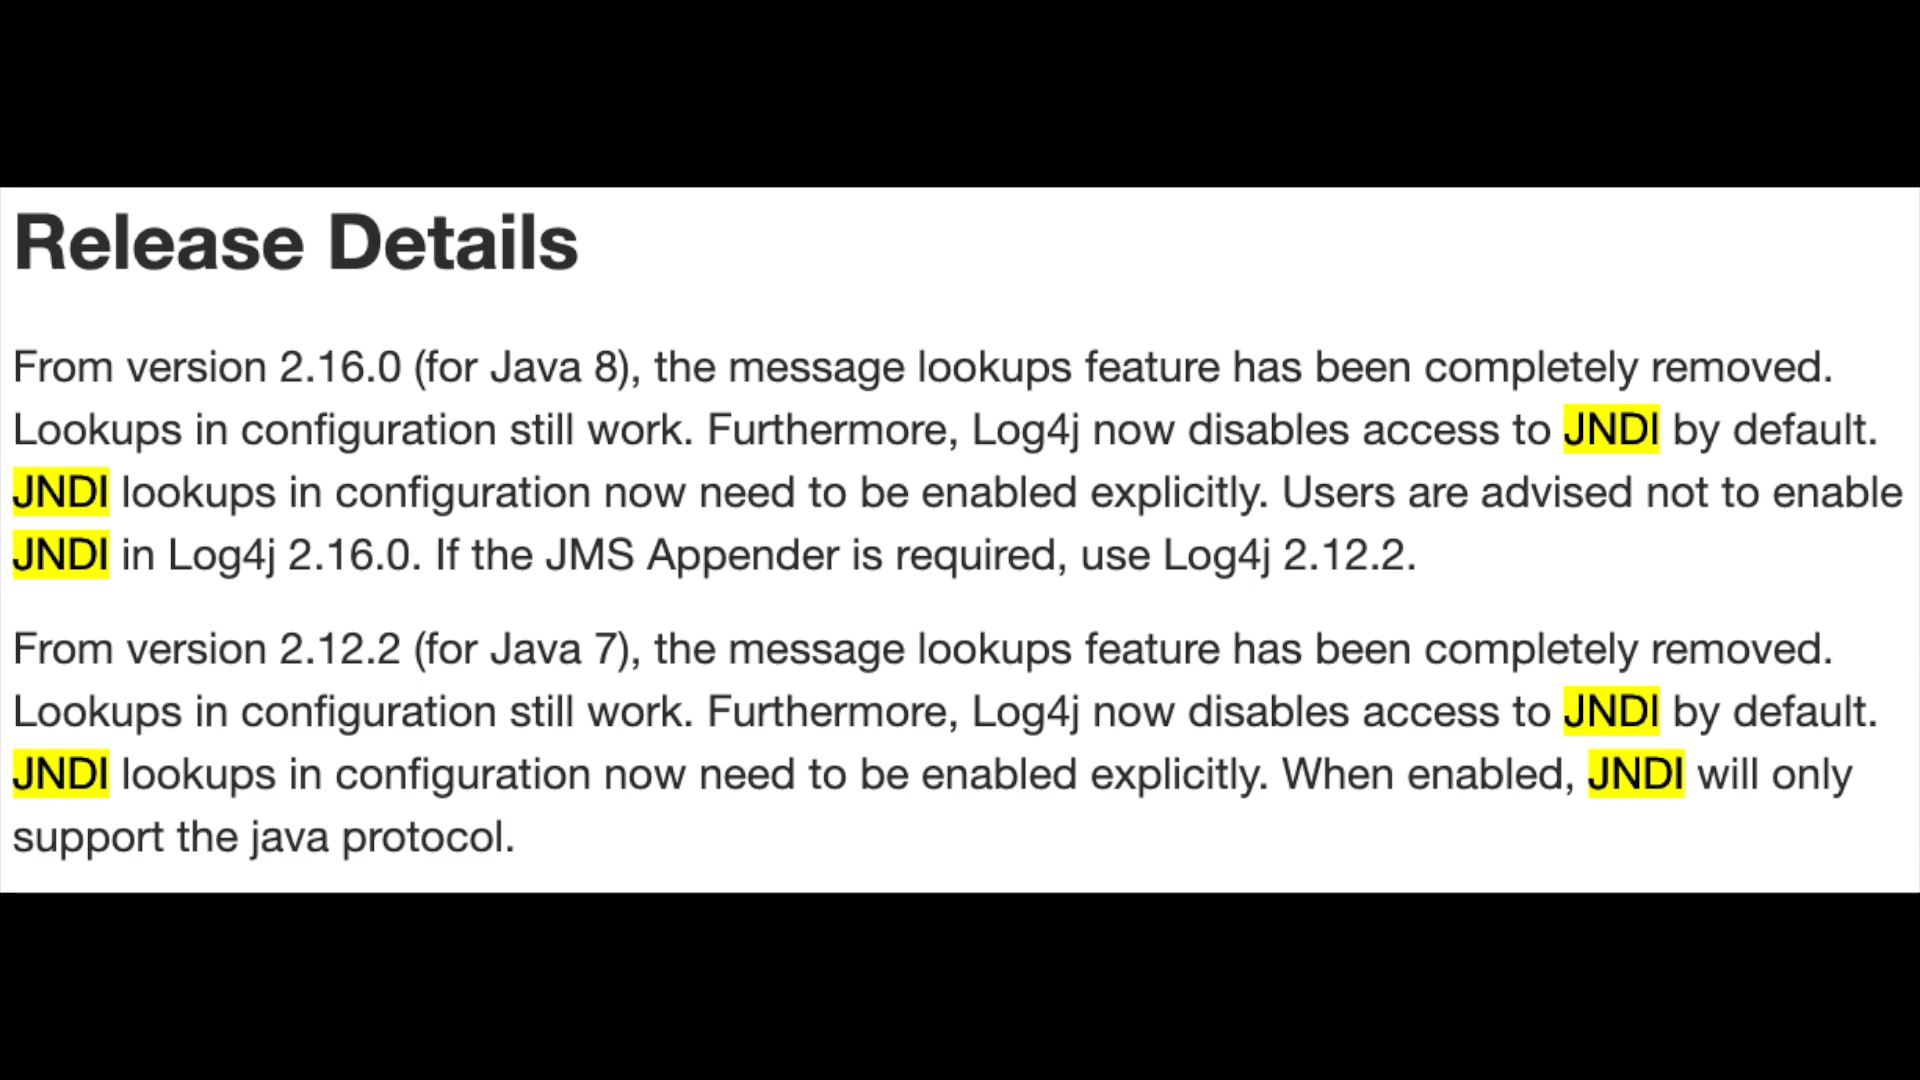 Release Details
From version 2.16.0 (for Java 8), the message lookups feature has been completely removed.
Lookups in configuration still work. Furthermore, Log4j now disables access to JNDI by default.
JNDI lookups in configuration now need to be enabled explicitly. Users are advised not to enable
JNDI in Log4j 2.16.0. If the JMS Appender is required, use Log4j 2.12.2.
From version 2.12.2 (for Java 7), the message lookups feature has been completely removed.
Lookups in configuration still work. Furthermore, Log4j now disables access to JNDI by default.
JNDI lookups in configuration now need to be enabled explicitly. When enabled, JNDI will only
support the java protocol.